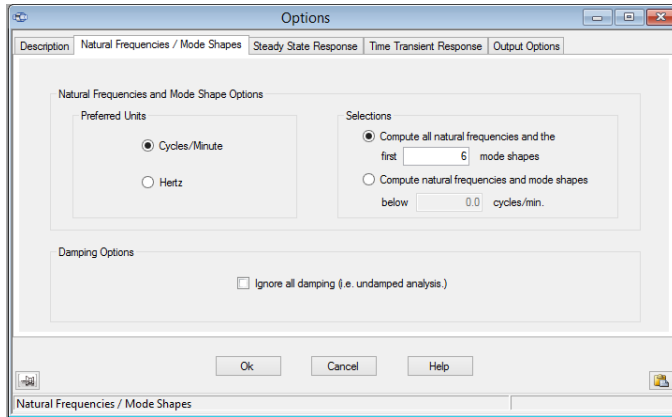 Options
Description Natural Frequencies / Mode Shapes Steady State Response Time Transient Response Output Options
Natural Frequencies and Mode Shape Options
Preferred Units
Cycles/Minute
Hertz
Selections
Compute all natural frequencies and the
first 6 mode shapes
Compute natural frequencies and mode shapes
below 0.0 cycles/min.
Damping Options
Ignore all damping (i.e. undamped analysis.)
Ok Cancel Help
Natural Frequencies / Mode Shapes